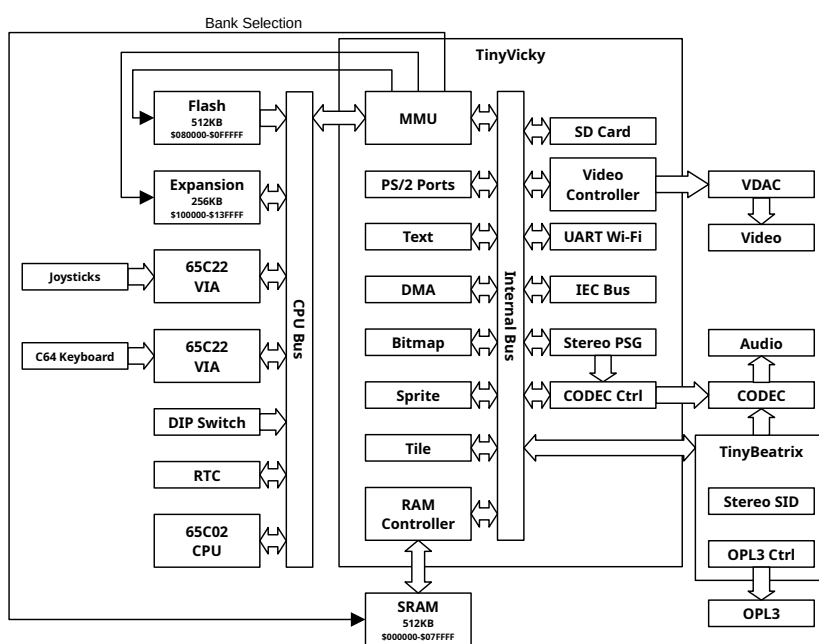 Bank Selection
TinyVicky
Flash
512KB
$080000-$0FFFFF
MMU
SD Card
Expansion
256KB
$100000-$13FFFF
PS/2 Ports
Video
Controller
VDAC
Text
UART Wi-Fi
Video
Joysticks
65C22
VIA
CPU Bus
DMA
Internal Bus
IEC Bus
C64 Keyboard
65C22
VIA
Bitmap
Stereo PSG
Audio
Sprite
CODEC Ctrl
CODEC
DIP Switch
Tile
TinyBeatrix
RTC
RAM
Controller
Stereo SID
65C02
CPU
OPL3 Ctrl
SRAM
512KB
$000000-$07FFFF
OPL3